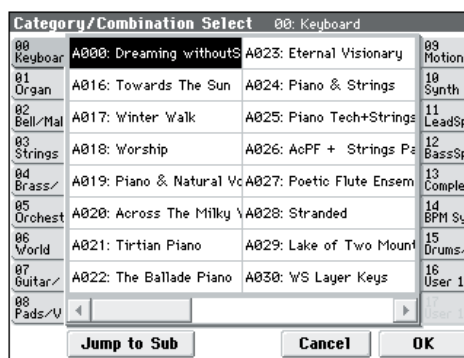 Category/Combination Select 00: Keyboard
00
Keyboar
01
Organ
02
Bell/Mal
03
Strings
04
Brass/
05
Orchest
06
World
07
Guitar/
08
Pads/V
A000: Dreaming withoutS
A016: Towards The Sun
A017: Winter Walk
A018: Worship
A019: Piano & Natural Vo
A020: Across The Milky W
A021: Tirtian Piano
A022: The Ballade Piano
A023: Eternal Visionary
A024: Piano & Strings
A025: Piano Tech+Strings
A026: AcPF + Strings Pa
A027: Poetic Flute Ensem
A028: Stranded
A029: Lake of Two Mount
A030: WS Layer Keys
09
Motion
10
Synth
11
LeadSp
12
BassSp
13
Comple
14
BPM Sy
15
Drums/
16
User 1
17
User 1
Jump to Sub
Cancel
OK